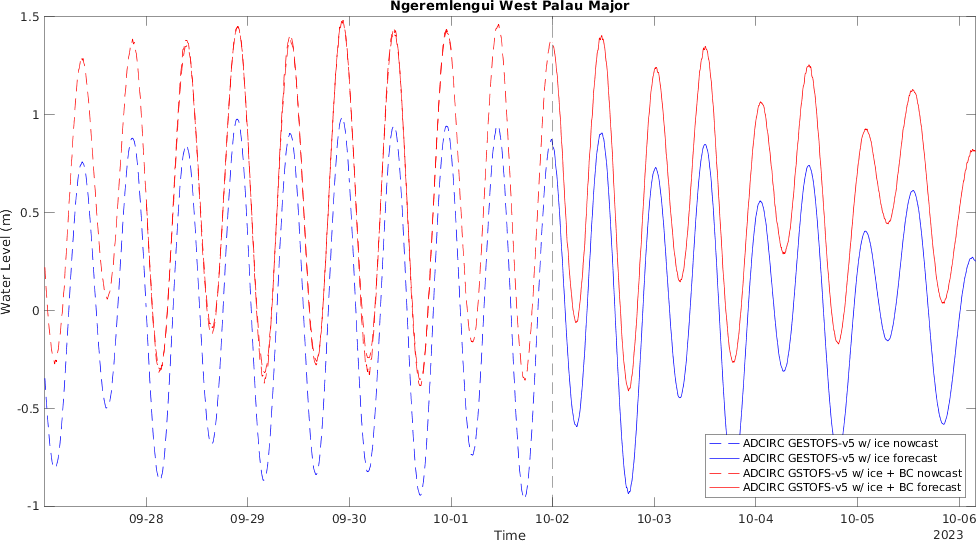 Ngeremlengui West Palau Major
1.5
1
0.5
0
-0.5
-1
Water Level (m)
09-28
09-29
09-30
10-01
10-02
10-03
10-04
10-05
10-06
Time
2023
ADCIRC GESTOFS-v5 w/ ice nowcast
ADCIRC GESTOFS-v5 w/ ice forecast
ADCIRC GSTOFS-v5 w/ ice + BC nowcast
ADCIRC GSTOFS-v5 w/ ice + BC forecast